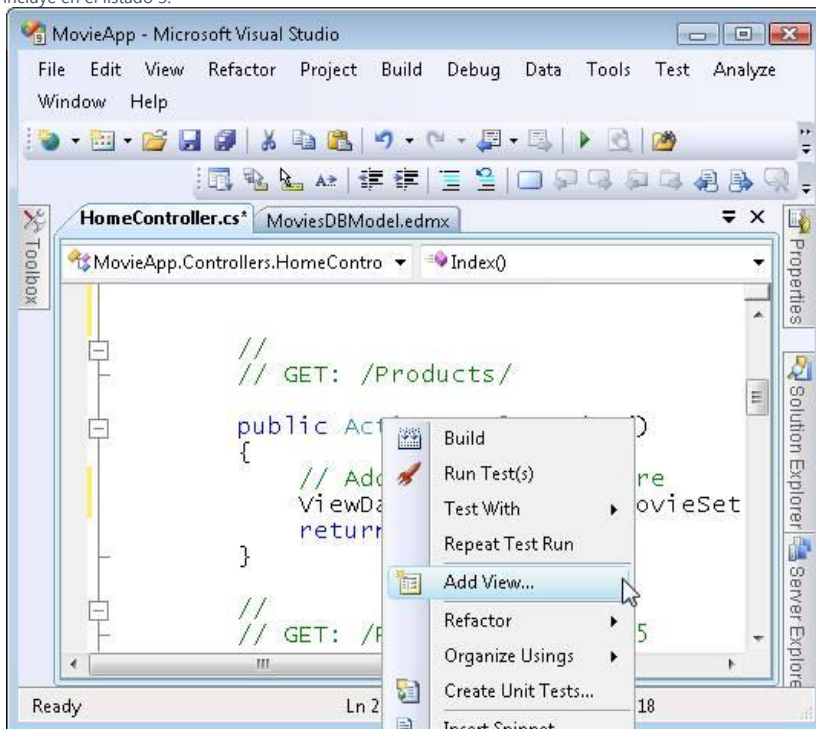 incluye en el listado 5.
MovieApp - Microsoft Visual Studio
File Edit View Refactor Project Build Debug Data Tools Test Analyze
Window Help
HomeController.cs* MoviesDBModel.edmx
MovieApp.Controllers.HomeContro Index()
Toolbox
Properties
Solution Explorer
Server Explore
//
// GET: /Products/
public Act )
{
// Add re
ViewDa ovieSet
return
}
//
// GET: /P 5
Build
Run Test(s)
Test With
Repeat Test Run
Add View...
Refactor
Organize Usings
Create Unit Tests...
Insert Snippet
Ready Ln 2 18